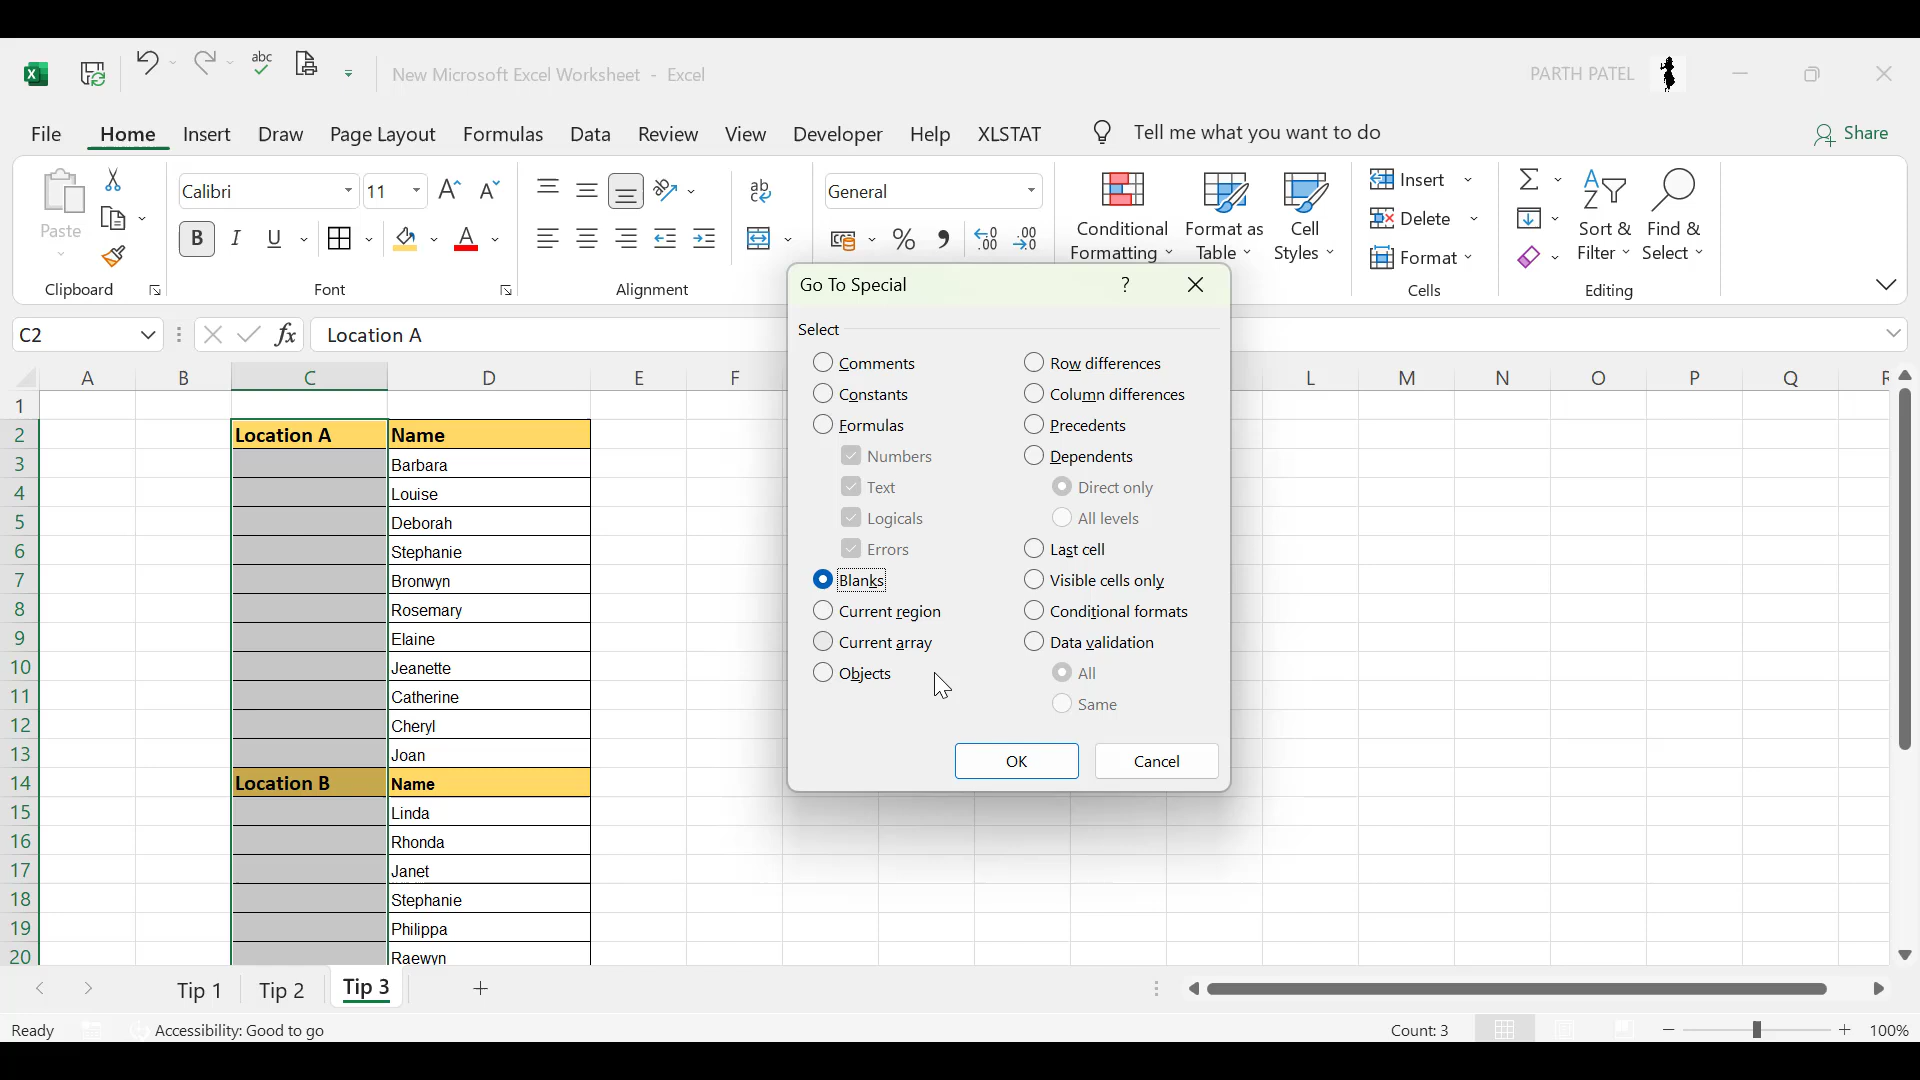 abc New Microsoft Excel Worksheet - Excel PARTH PATEL
File Home Insert Draw Page Layout Formulas Data Review View Developer Help XLSTAT Tell me what you want to do Share
Paste Calibri 11 A A ab c General Conditional Formatting Format as Table Cell Styles Insert Delete Format Sort & Filter Find & Select
B I U A % , .00
Clipboard Font Alignment Cells Editing
C2 fx Location A
A B C D E F L M N O P Q R
1
2 Location A Name
3 Barbara
4 Louise
5 Deborah
6 Stephanie
7 Bronwyn
8 Rosemary
9 Elaine
10 Jeanette
11 Catherine
12 Cheryl
13 Joan
14 Location B Name
15 Linda
16 Rhonda
17 Janet
18 Stephanie
19 Philippa
20 Raewyn
Go To Special ?
Select
Comments Row differences
Constants Column differences
Formulas Precedents
Numbers Dependents
Text Direct only
Logicals All levels
Errors Last cell
Blanks Visible cells only
Current region Conditional formats
Current array Data validation
Objects All
Same
OK Cancel
Tip 1 Tip 2 Tip 3
Ready Accessibility: Good to go Count: 3 100%